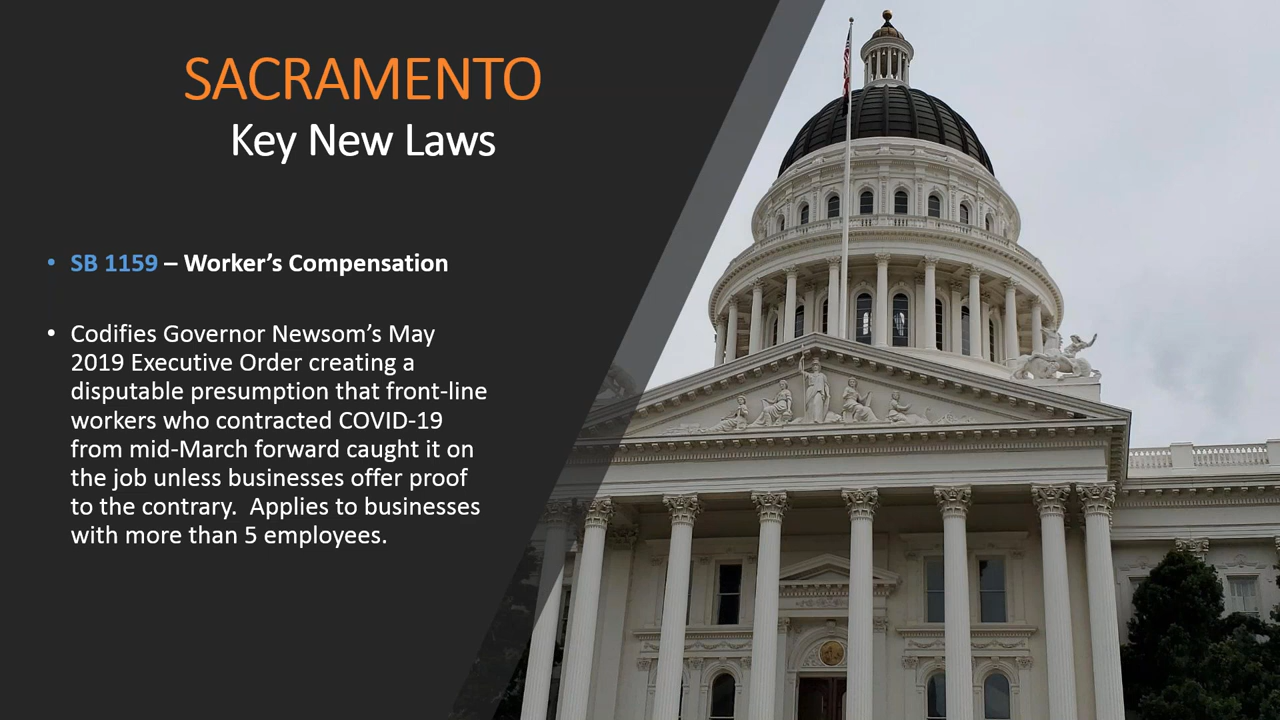 SACRAMENTO
Key New Laws
• SB 1159 – Worker’s Compensation
• Codifies Governor Newsom’s May
2019 Executive Order creating a
disputable presumption that front-line
workers who contracted COVID-19
from mid-March forward caught it on
the job unless businesses offer proof
to the contrary.  Applies to businesses
with more than 5 employees.